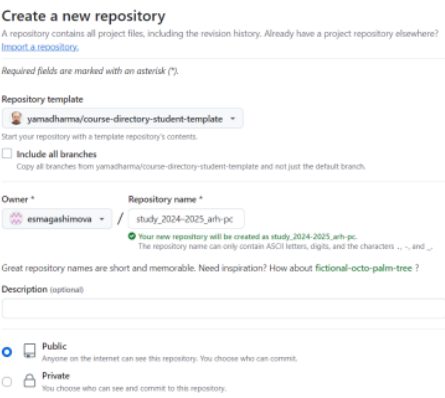 Create a new repository
A repository contains all project files, including the revision history. Already have a project repository elsewhere?
Import a repository.
Required fields are marked with an asterisk (*).
Repository template
yamadharma/course-directory-student-template
Start your repository with a template repository's contents.
Include all branches
Copy all branches from yamadharma/course-directory-student-template and not just the default branch.
Owner * Repository name *
esmagashimova / study_2024-2025_arh-pc
Your new repository will be created as study_2024-2025_arh-pc.
The repository name can only contain ASCII letters, digits, and the characters ., -, and _.
Great repository names are short and memorable. Need inspiration? How about fictional-octo-palm-tree ?
Description (optional)
Public
Anyone on the internet can see this repository. You choose who can commit.
Private
You choose who can see and commit to this repository.